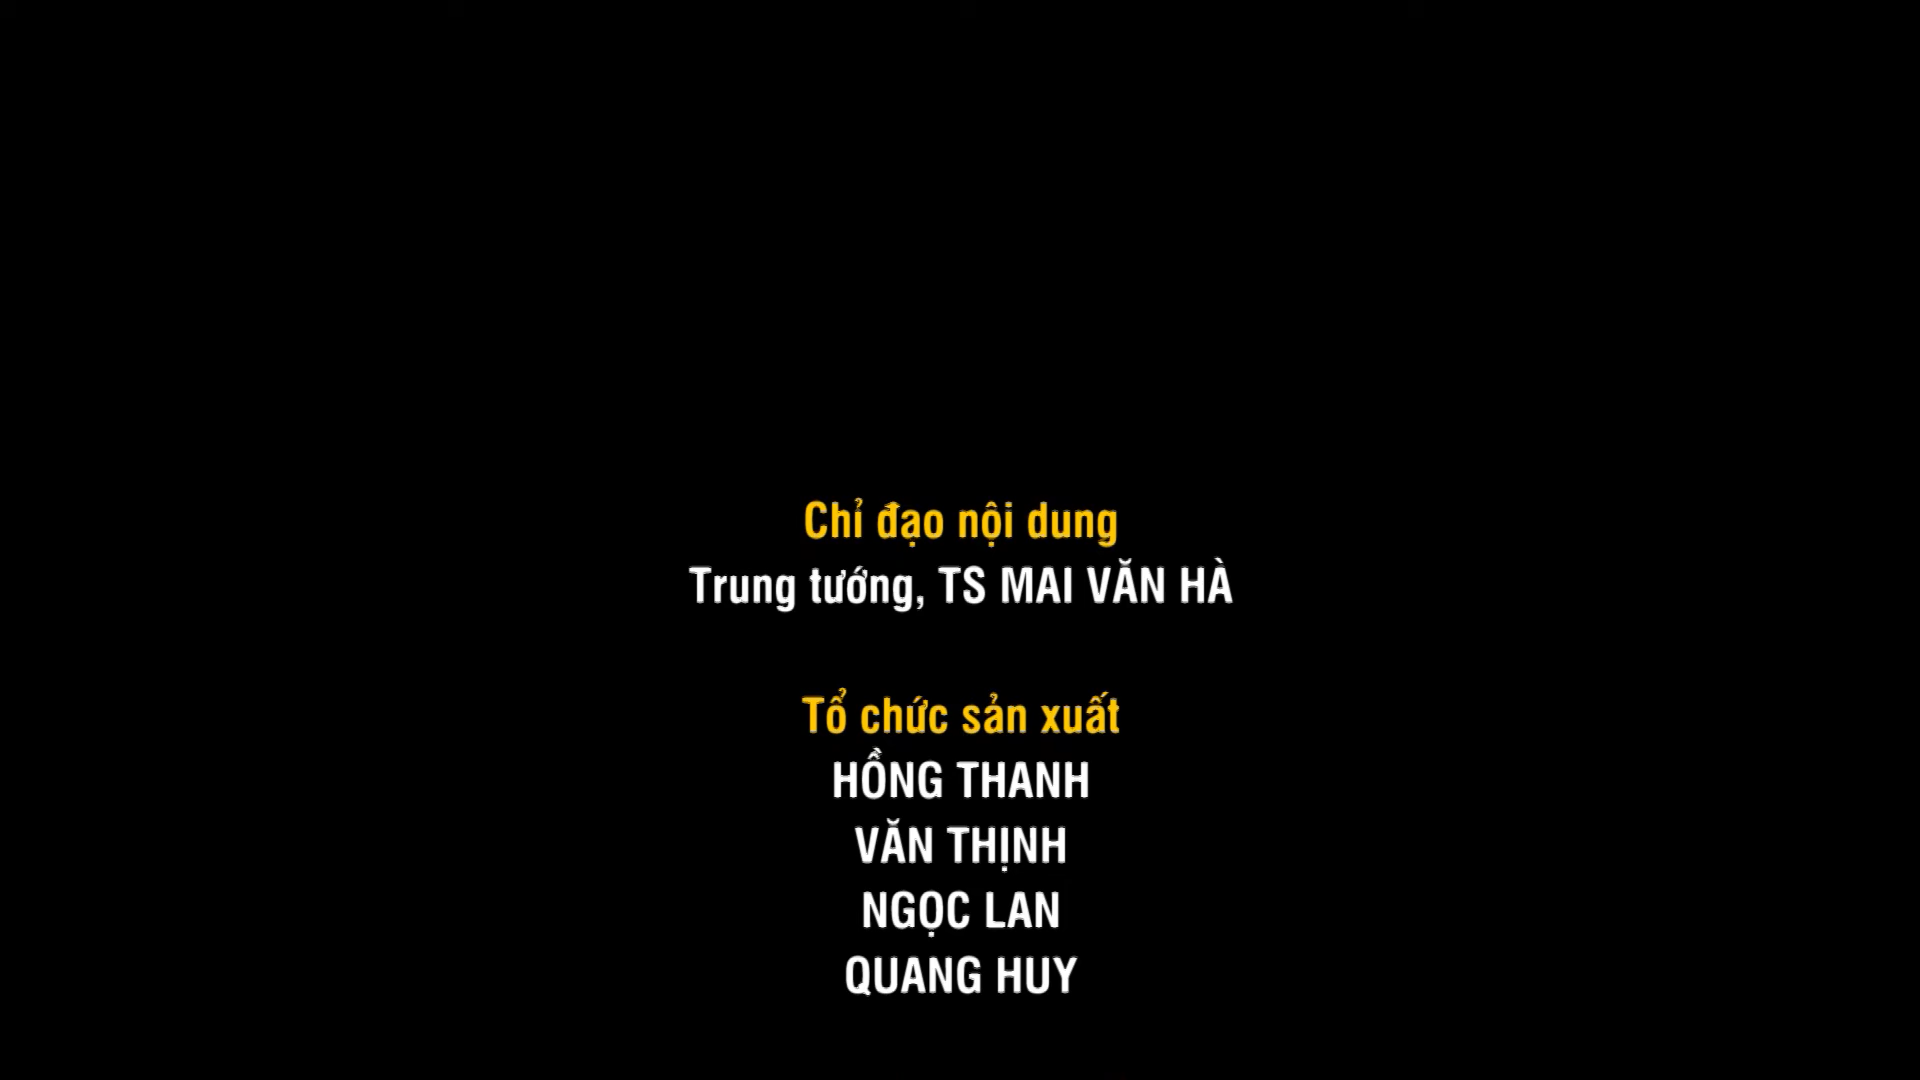 Chỉ đạo nội dung
Trung tướng, TS MAI VĂN HÀ
Tổ chức sản xuất
HỒNG THANH
VĂN THỊNH
NGỌC LAN
QUANG HUY